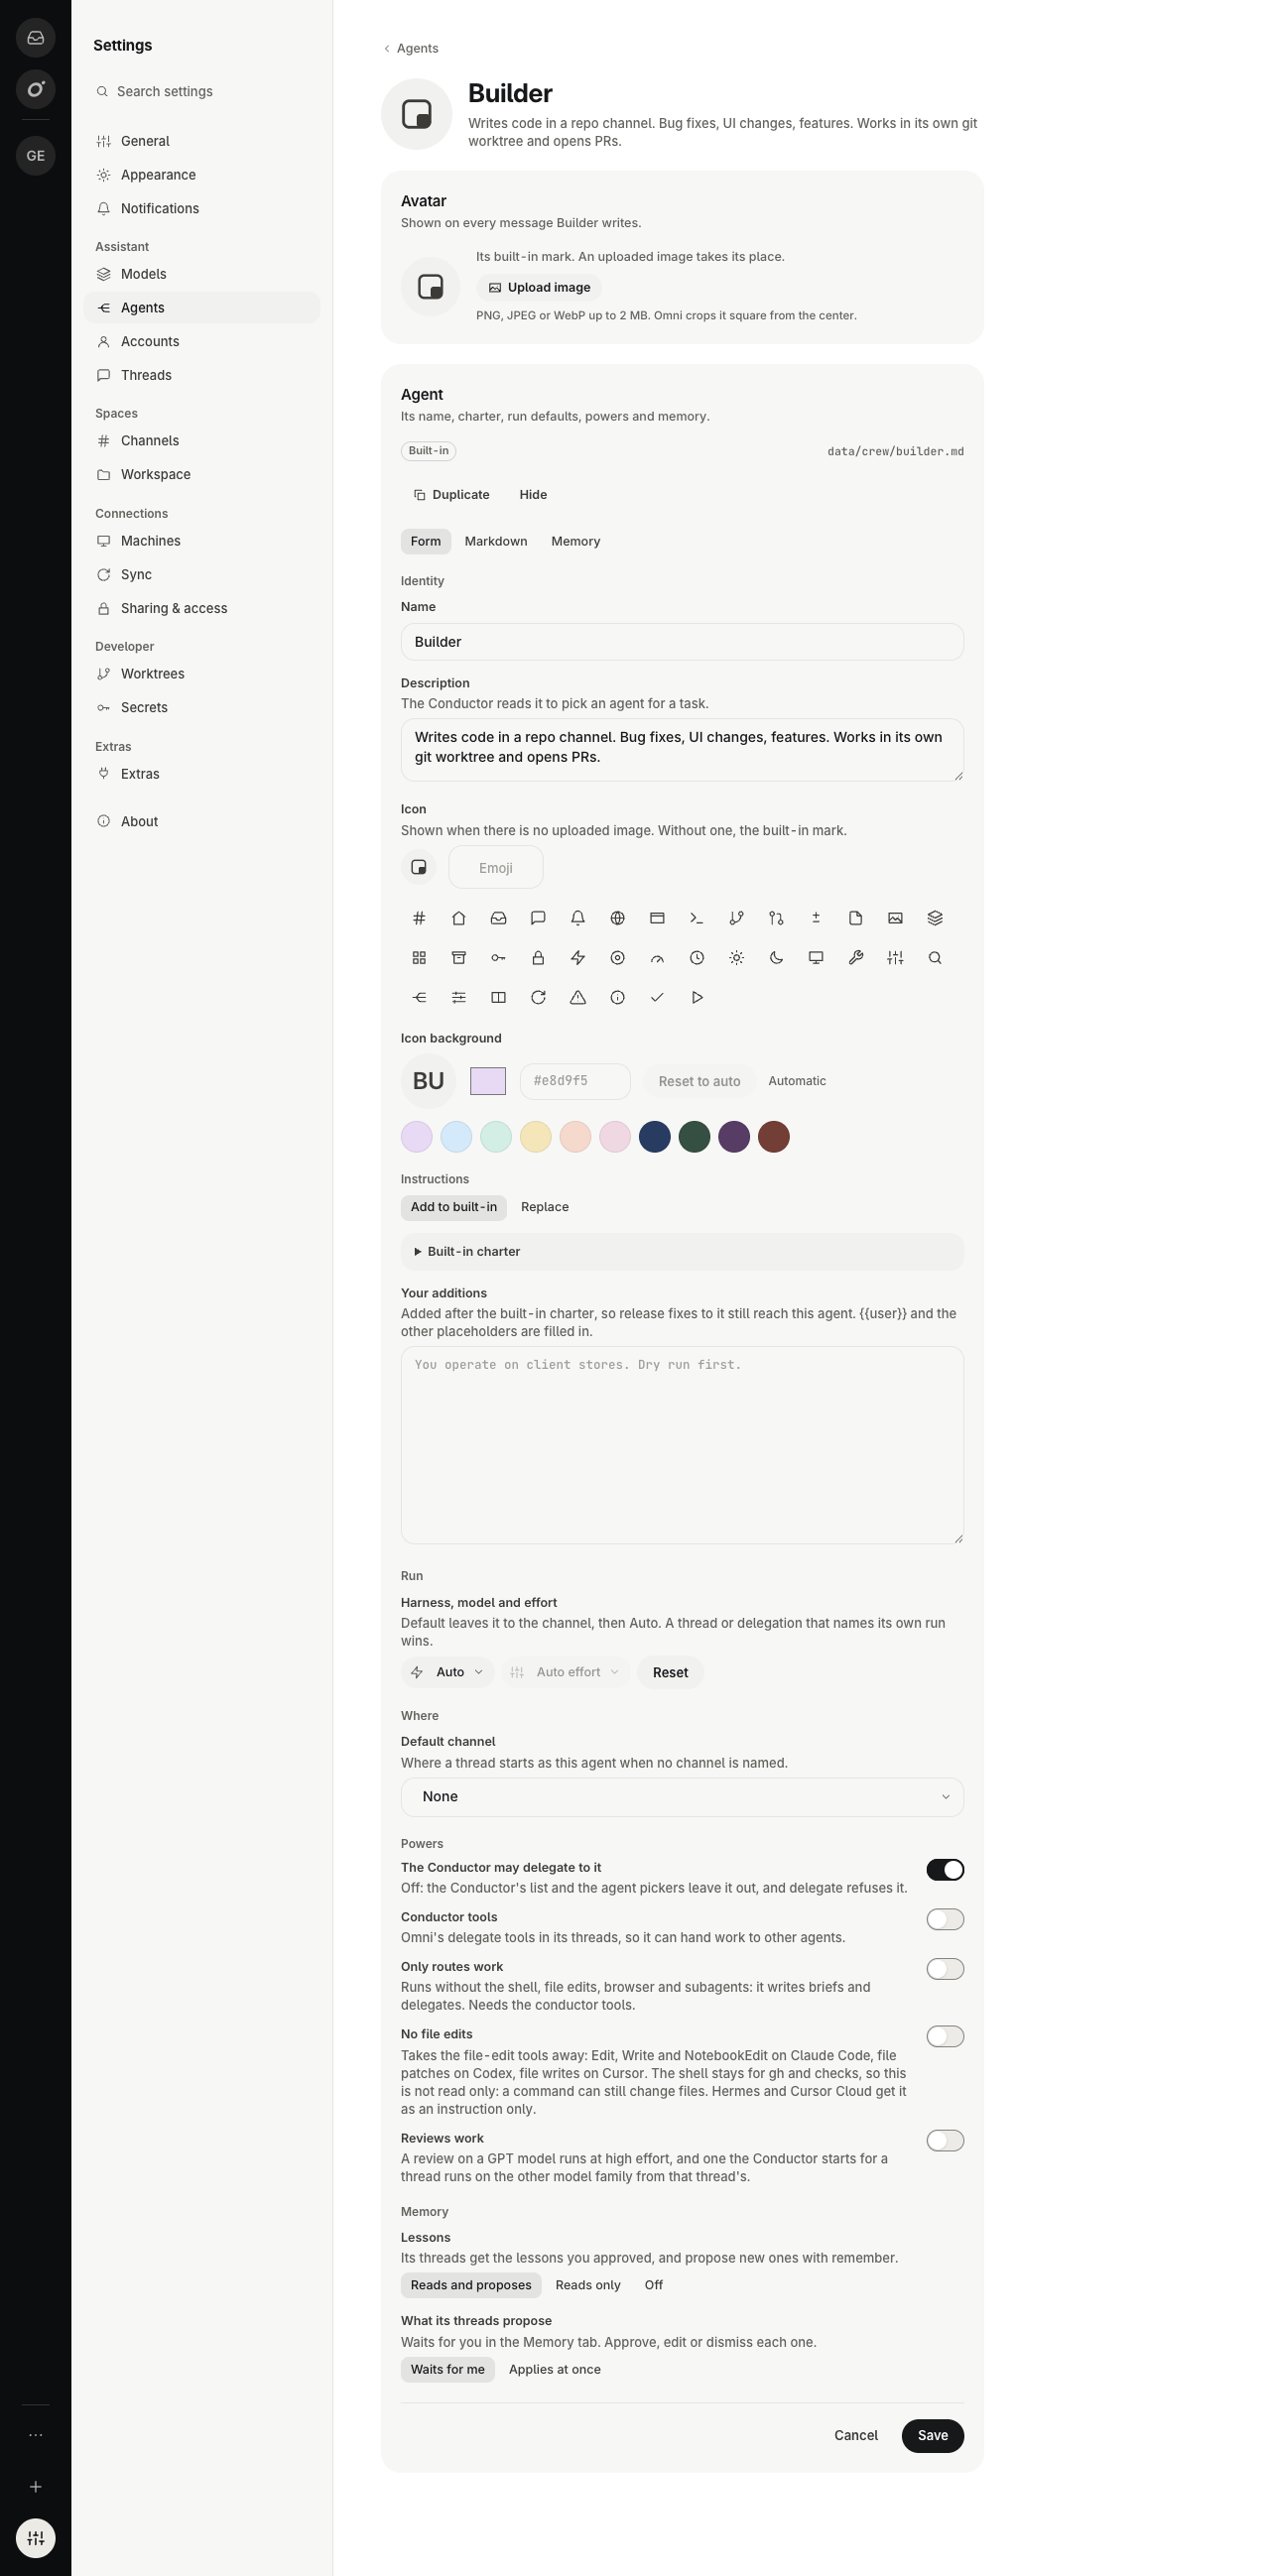 GE
Settings
Search settings
General
Appearance
Notifications
Assistant
Models
Agents
Accounts
Threads
Spaces
Channels
Workspace
Connections
Machines
Sync
Sharing & access
Developer
Worktrees
Secrets
Extras
Extras
About
Agents
Builder
Writes code in a repo channel. Bug fixes, UI changes, features. Works in its own git
worktree and opens PRs.
Avatar
Shown on every message Builder writes.
Its built-in mark. An uploaded image takes its place.
Upload image
PNG, JPEG or WebP up to 2 MB. Omni crops it square from the center.
Agent
Its name, charter, run defaults, powers and memory.
Built-in
data/crew/builder.md
Duplicate
Hide
Form
Markdown
Memory
Identity
Name
Builder
Description
The Conductor reads it to pick an agent for a task.
Writes code in a repo channel. Bug fixes, UI changes, features. Works in its own
git worktree and opens PRs.
Icon
Shown when there is no uploaded image. Without one, the built-in mark.
Emoji
Icon background
BU
#e8d9f5
Reset to auto
Automatic
Instructions
Add to built-in
Replace
Built-in charter
Your additions
Added after the built-in charter, so release fixes to it still reach this agent. {{user}} and the
other placeholders are filled in.
You operate on client stores. Dry run first.
Run
Harness, model and effort
Default leaves it to the channel, then Auto. A thread or delegation that names its own run
wins.
Auto
Auto effort
Reset
Where
Default channel
Where a thread starts as this agent when no channel is named.
None
Powers
The Conductor may delegate to it
Off: the Conductor's list and the agent pickers leave it out, and delegate refuses it.
Conductor tools
Omni's delegate tools in its threads, so it can hand work to other agents.
Only routes work
Runs without the shell, file edits, browser and subagents: it writes briefs and
delegates. Needs the conductor tools.
No file edits
Takes the file-edit tools away: Edit, Write and NotebookEdit on Claude Code, file
patches on Codex, file writes on Cursor. The shell stays for gh and checks, so this
is not read only: a command can still change files. Hermes and Cursor Cloud get it
as an instruction only.
Reviews work
A review on a GPT model runs at high effort, and one the Conductor starts for a
thread runs on the other model family from that thread's.
Memory
Lessons
Its threads get the lessons you approved, and propose new ones with remember.
Reads and proposes
Reads only
Off
What its threads propose
Waits for you in the Memory tab. Approve, edit or dismiss each one.
Waits for me
Applies at once
Cancel
Save